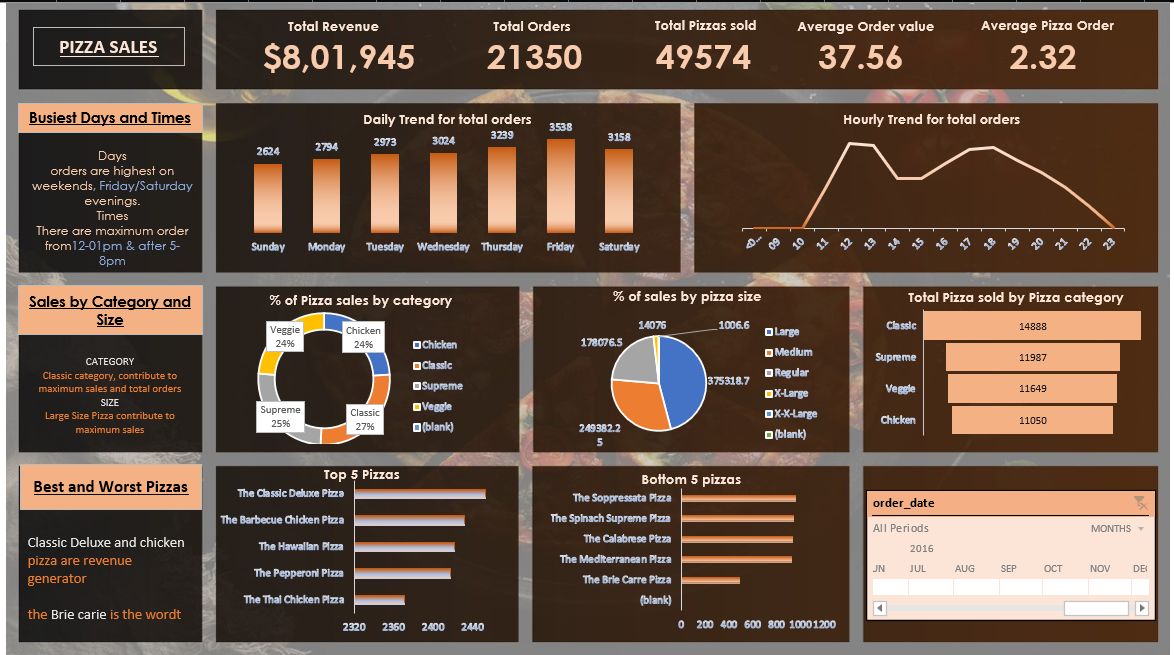 PIZZA SALES
Total Revenue
$8,01,945
Total Orders
21350
Total Pizzas sold
49574
Average Order value
37.56
Average Pizza Order
2.32
Busiest Days and Times
Days
orders are highest on
weekends, Friday/Saturday
evenings.
Times
There are maximum order
from12-01pm & after 5-
8pm
Daily Trend for total orders
2624
2794
2973
3024
3239
3538
3158
Sunday
Monday
Tuesday
Wednesday
Thursday
Friday
Saturday
Hourly Trend for total orders
09
10
11
12
13
14
15
16
17
18
19
20
21
22
23
Sales by Category and
Size
CATEGORY
Classic category, contribute to
maximum sales and total orders
SIZE
Large Size Pizza contribute to
maximum sales
% of Pizza sales by category
Veggie
24%
Chicken
24%
Supreme
25%
Classic
27%
Chicken
Classic
Supreme
Veggie
(blank)
% of sales by pizza size
14076
1006.6
178076.5
375318.7
249382.2
5
Large
Medium
Regular
X-Large
X-X-Large
(blank)
Total Pizza sold by Pizza category
Classic
14888
Supreme
11987
Veggie
11649
Chicken
11050
Best and Worst Pizzas
Classic Deluxe and chicken
pizza are revenue
generator
the Brie carie is the wordt
Top 5 Pizzas
The Classic Deluxe Pizza
The Barbecue Chicken Pizza
The Hawaiian Pizza
The Pepperoni Pizza
The Thai Chicken Pizza
2320 2360 2400 2440
Bottom 5 pizzas
The Soppressata Pizza
The Spinach Supreme Pizza
The Calabrese Pizza
The Mediterranean Pizza
The Brie Carre Pizza
(blank)
0 200 400 600 800 1000 1200
order_date
All Periods
MONTHS
2016
JN JUL AUG SEP OCT NOV DEC